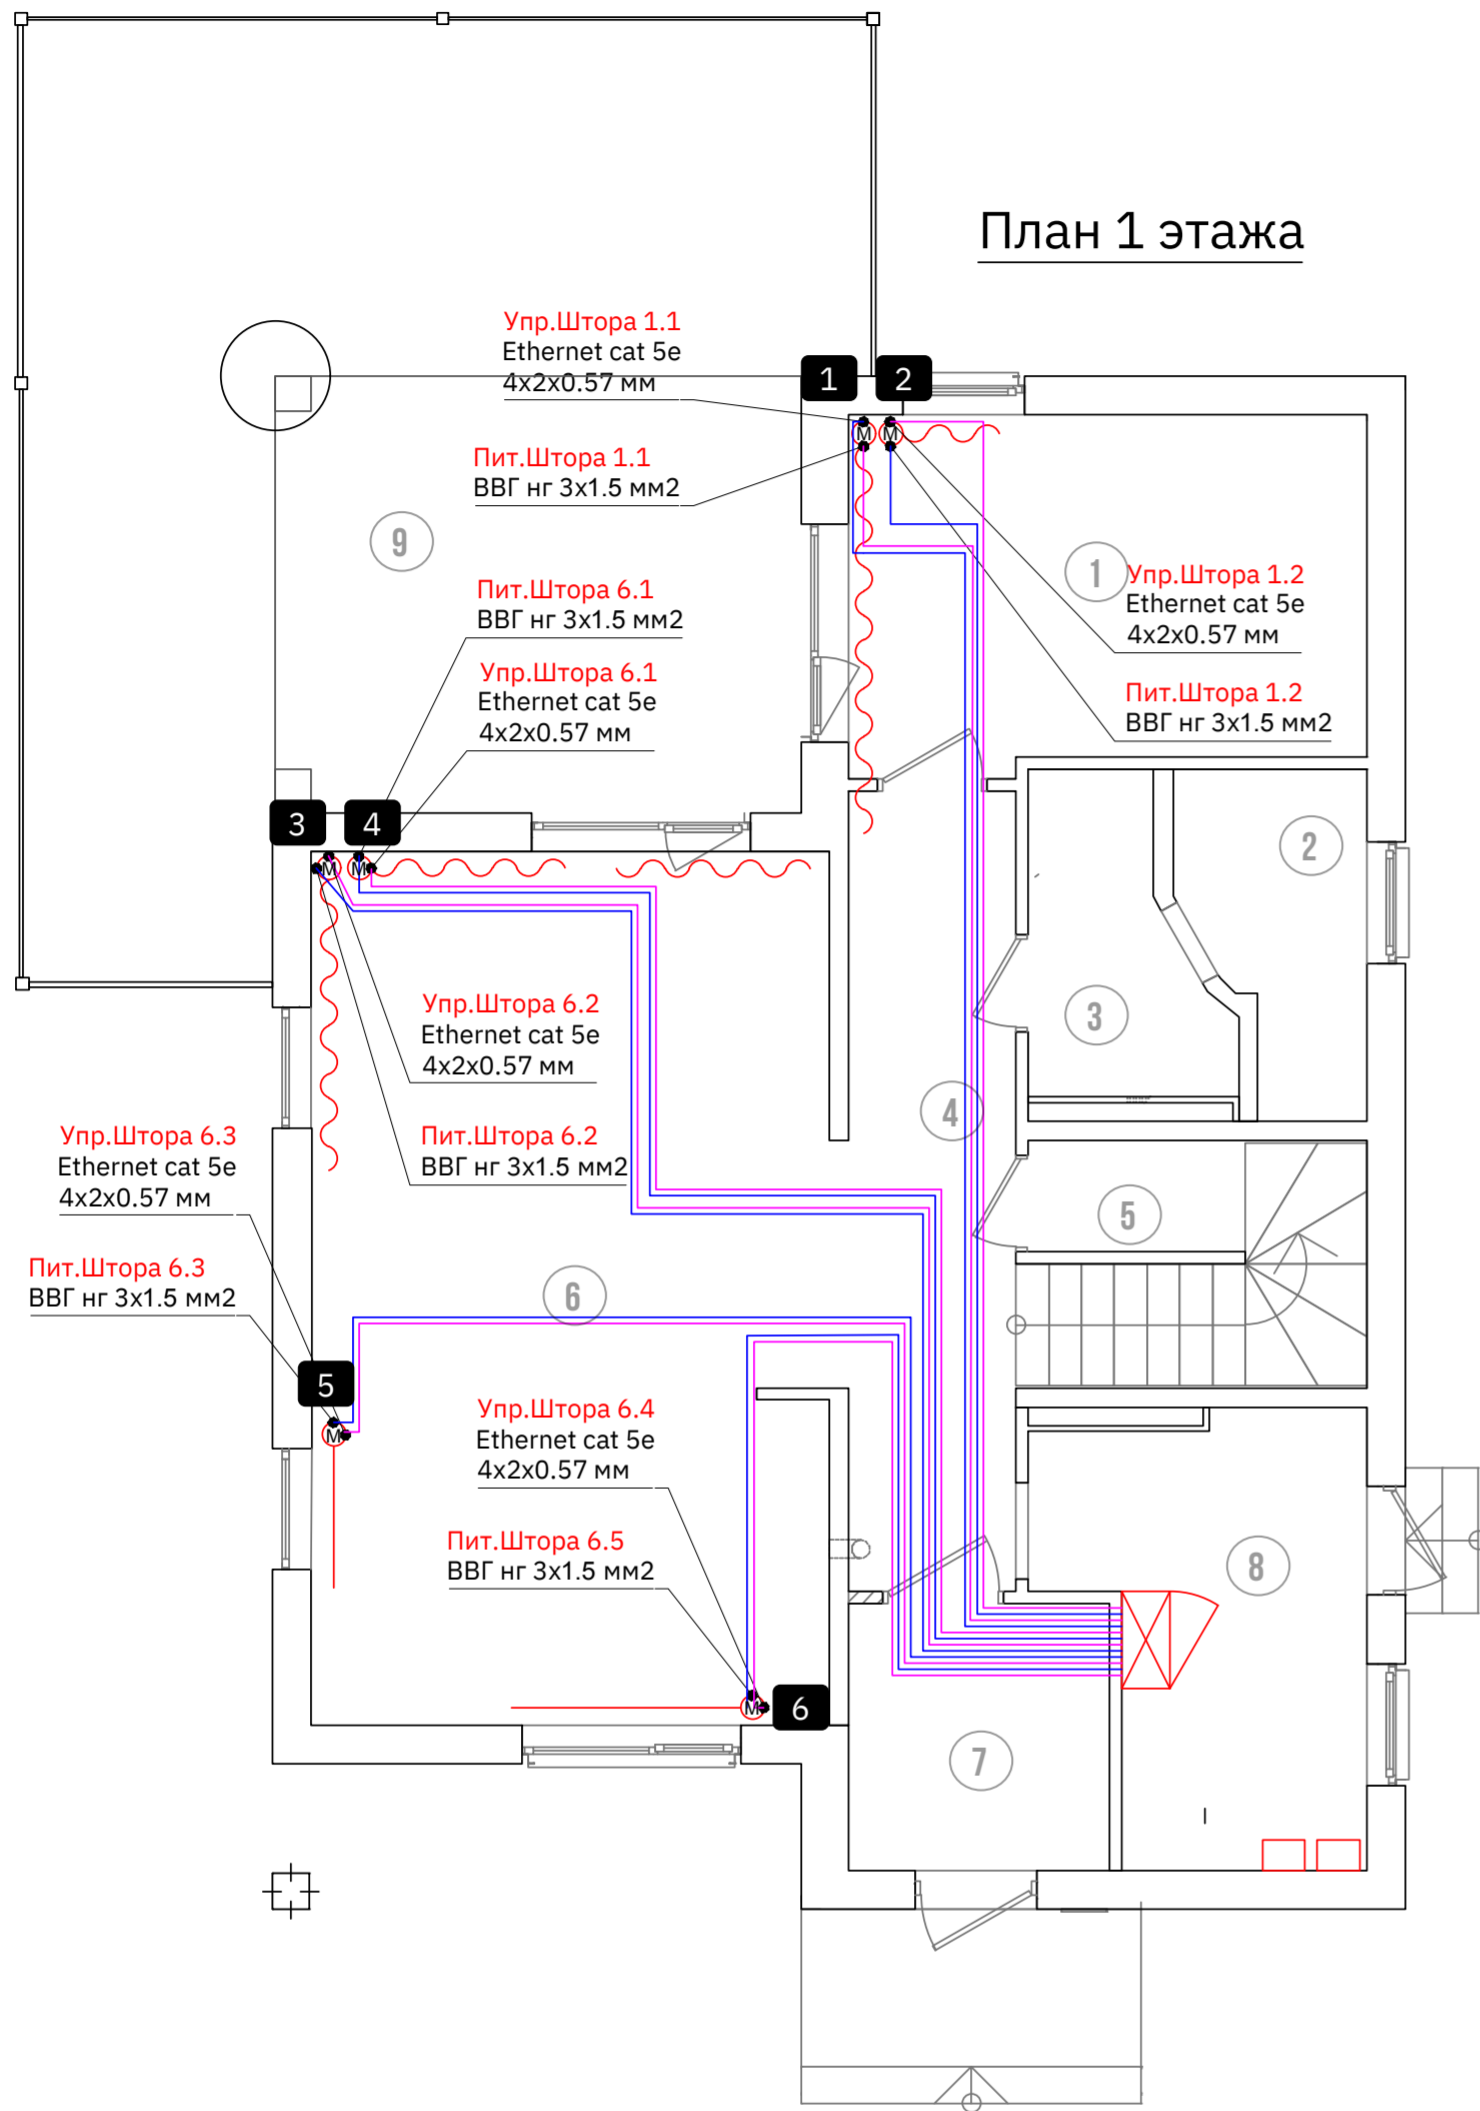 План 1 этажа
Упр.Штора 1.1
Ethernet cat 5e
4x2x0.57 мм
1
2
М
М
Пит.Штора 1.1
ВВГ нг 3x1.5 мм2
9
1
Упр.Штора 1.2
Ethernet cat 5e
4x2x0.57 мм
Пит.Штора 6.1
ВВГ нг 3x1.5 мм2
Упр.Штора 6.1
Ethernet cat 5e
4x2x0.57 мм
Пит.Штора 1.2
ВВГ нг 3x1.5 мм2
3
4
2
М
М
Упр.Штора 6.2
Ethernet cat 5e
4x2x0.57 мм
3
4
Упр.Штора 6.3
Ethernet cat 5e
4x2x0.57 мм
Пит.Штора 6.2
ВВГ нг 3x1.5 мм2
5
Пит.Штора 6.3
ВВГ нг 3x1.5 мм2
6
5
М
Упр.Штора 6.4
Ethernet cat 5e
4x2x0.57 мм
Пит.Штора 6.5
ВВГ нг 3x1.5 мм2
8
М
6
7